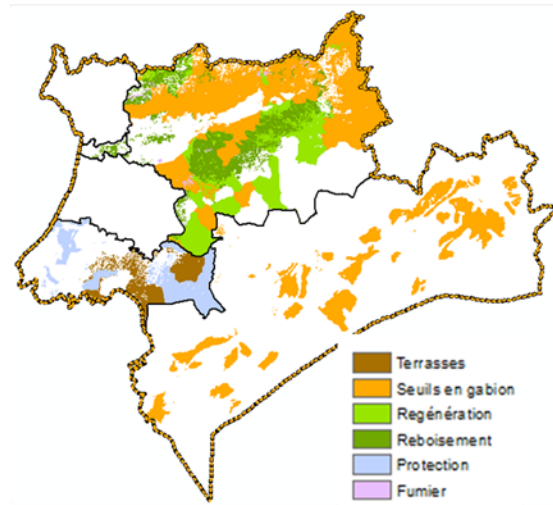 Terrasses
Seuils en gabion
Regénération
Reboisement
Protection
Fumier